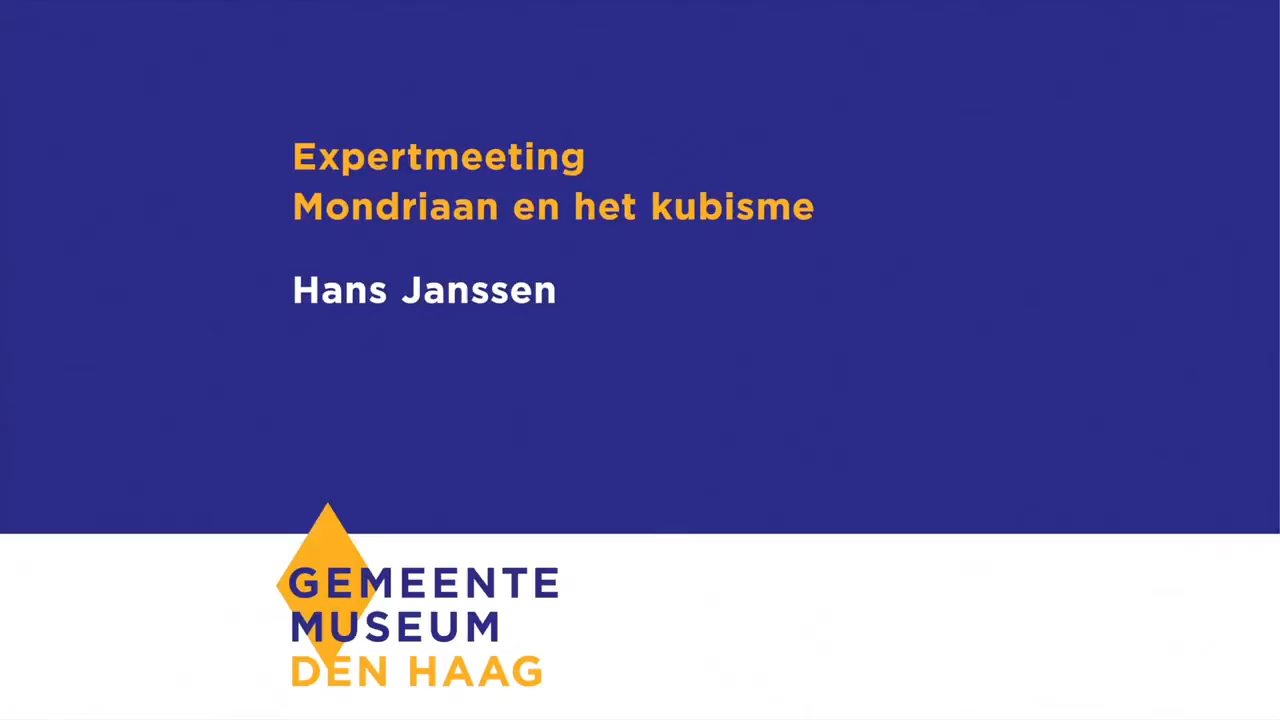 Expertmeeting
Mondriaan en het kubisme
Hans Janssen
GEMEENTE
MUSEUM
DEN HAAG